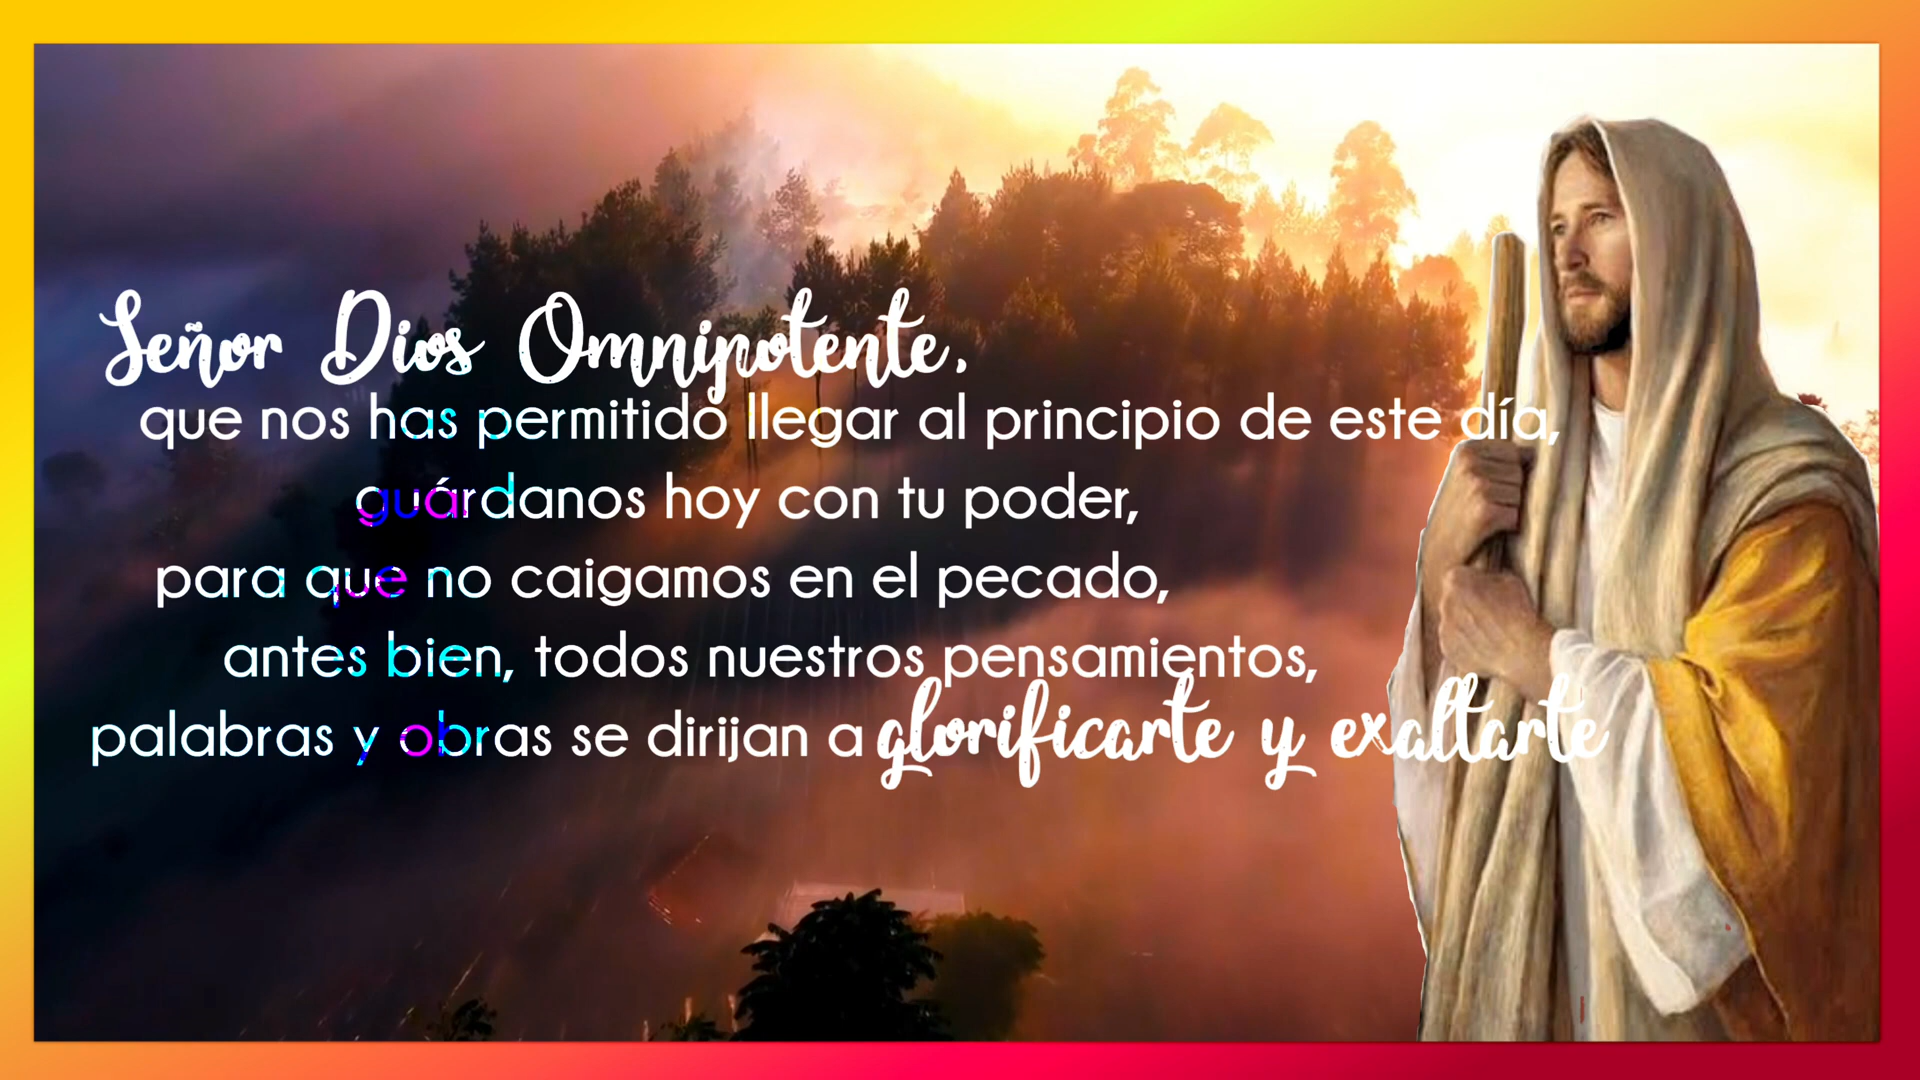 Señor Dios Omnipotente,
que nos has permitido llegar al principio de este día,
guárdanos hoy con tu poder,
para que no caigamos en el pecado,
antes bien, todos nuestros pensamientos,
palabras y obras se dirijan a glorificarte y exaltarte